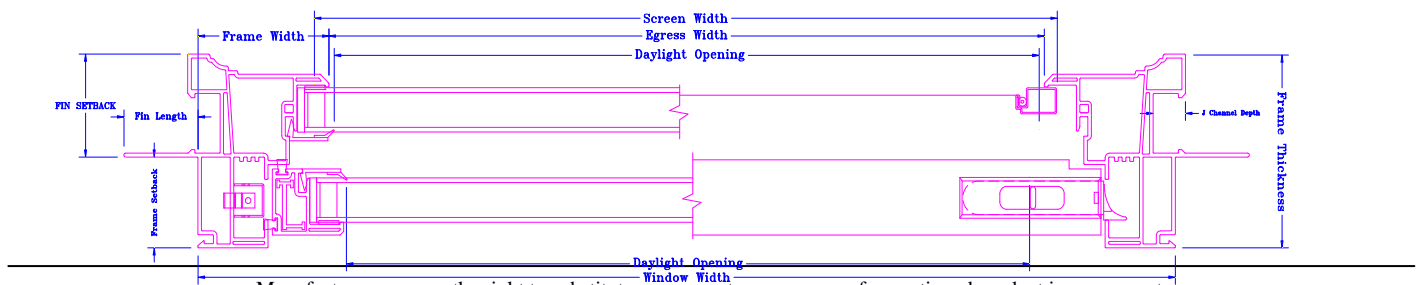 Screen Width
Frame Width
Egress Width
Daylight Opening
FIN SETBACK
Fin Length
J Channel Depth
Frame Thickness
Frame Setback
Daylight Opening
Window Width